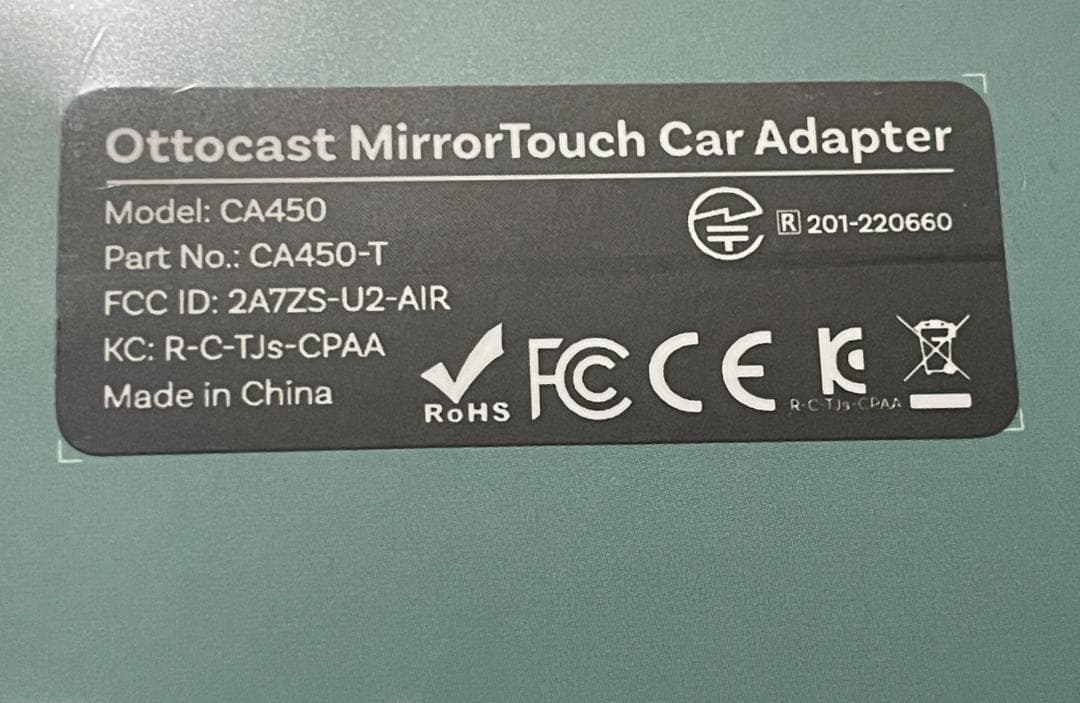 Ottocast MirrorTouch Car Adapter
Model: CA450
R 201-220660
Part No.: CA450-T
FCC ID: 2A7ZS-U2-AIR
KC: R-C-TJs-CPAA
Made in China
RoHS FC CE KC
R-C-TJs-CPAA